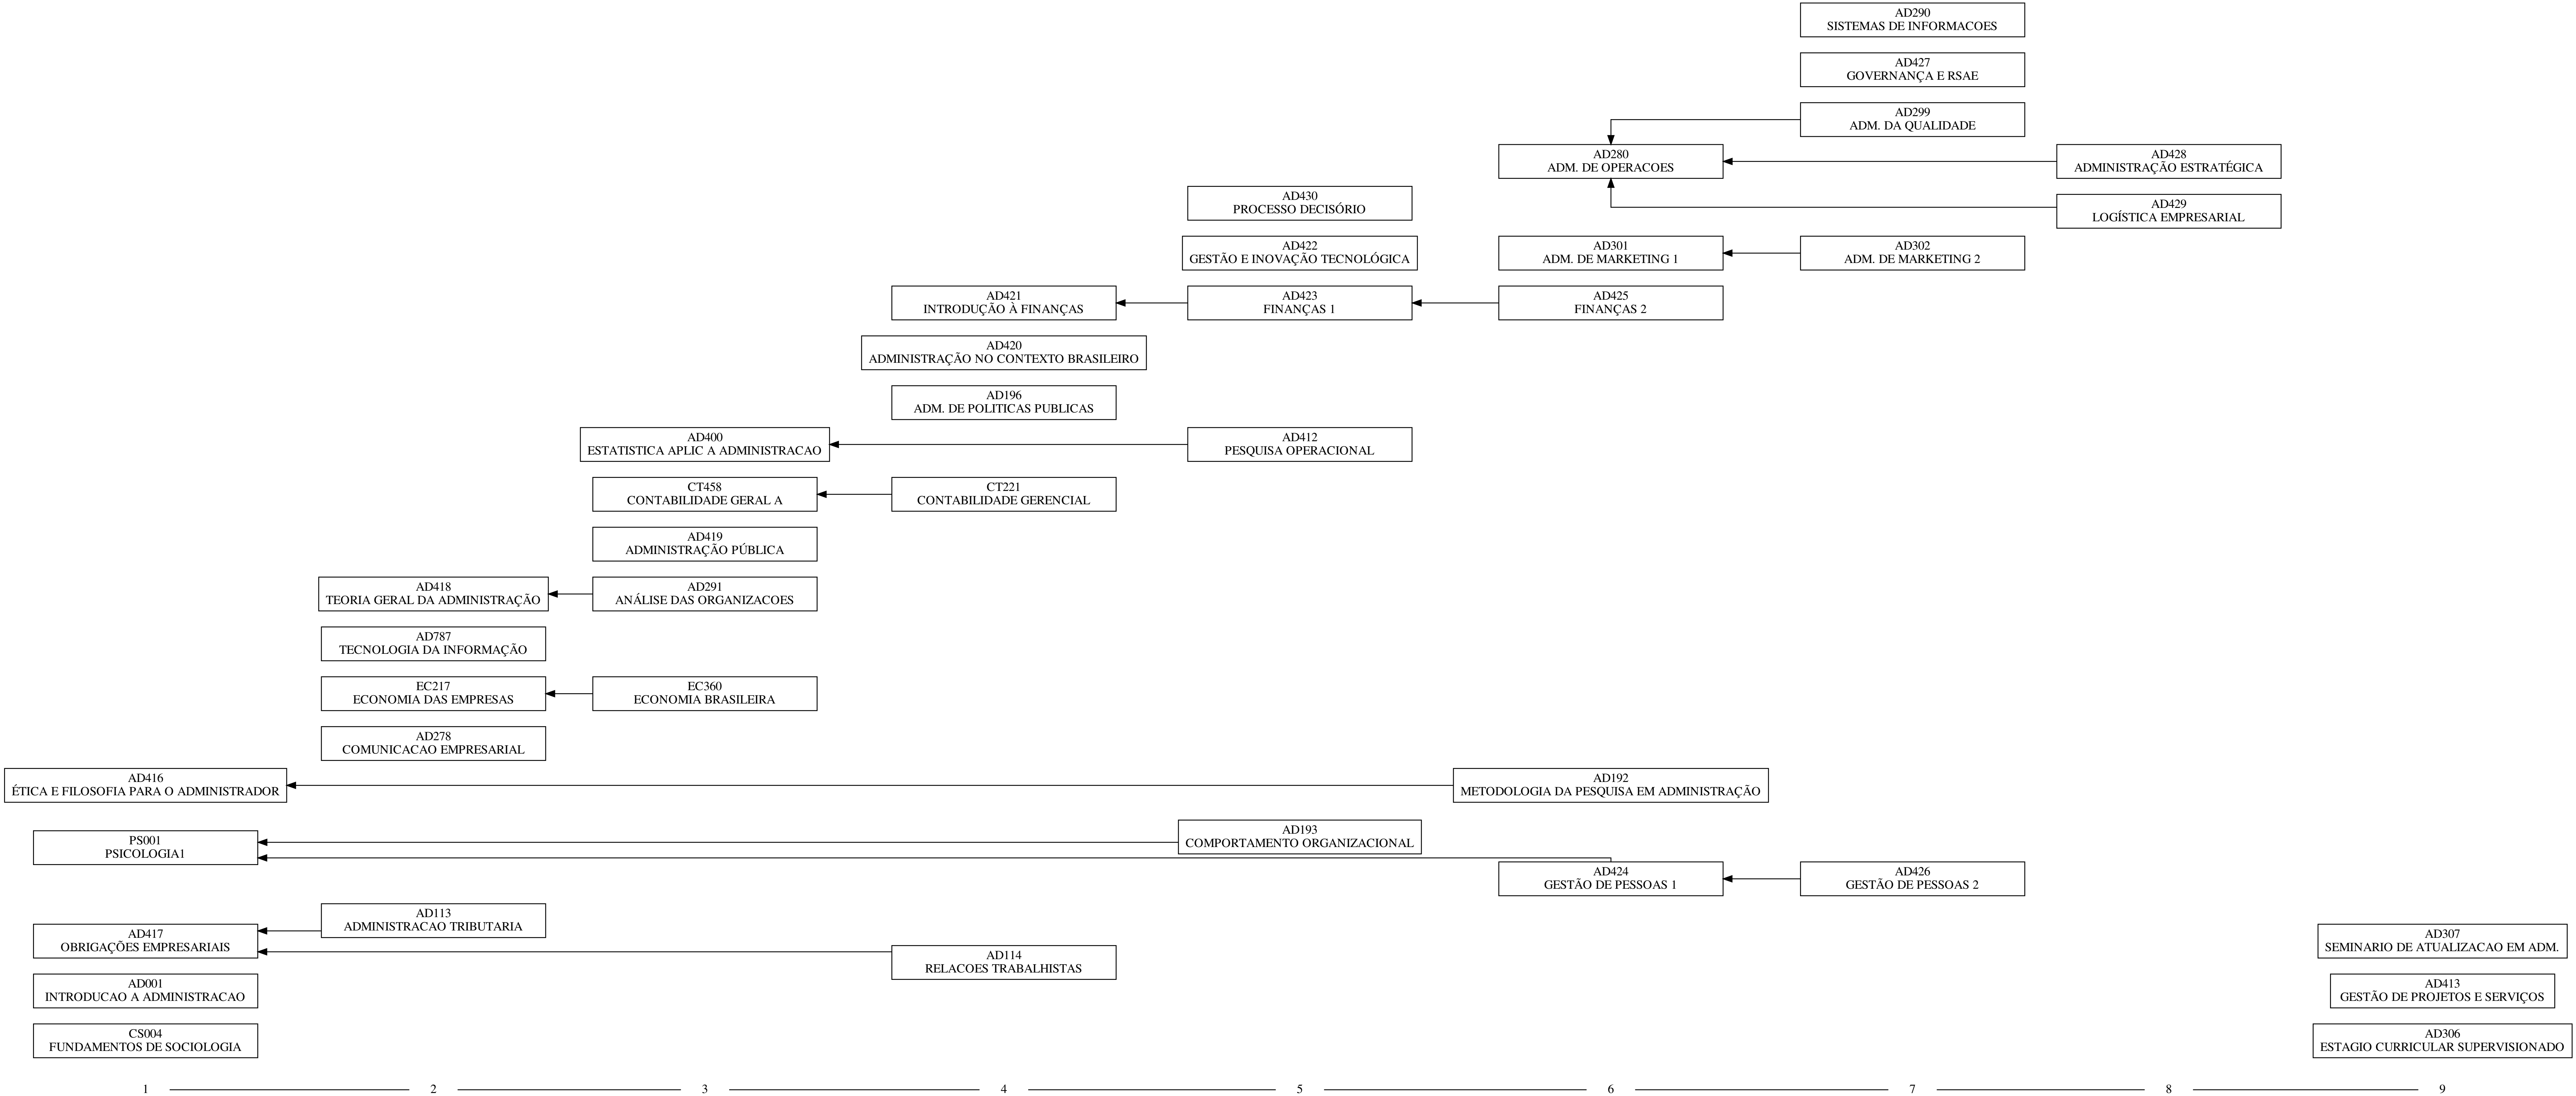 AD290
SISTEMAS DE INFORMACOES
AD427
GOVERNANÇA E RSAE
AD299
ADM. DA QUALIDADE
AD280
ADM. DE OPERACOES
AD428
ADMINISTRAÇÃO ESTRATÉGICA
AD430
PROCESSO DECISÓRIO
AD429
LOGÍSTICA EMPRESARIAL
AD422
GESTÃO E INOVAÇÃO TECNOLÓGICA
AD301
ADM. DE MARKETING 1
AD302
ADM. DE MARKETING 2
AD421
INTRODUÇÃO À FINANÇAS
AD423
FINANÇAS 1
AD425
FINANÇAS 2
AD420
ADMINISTRAÇÃO NO CONTEXTO BRASILEIRO
AD196
ADM. DE POLITICAS PUBLICAS
AD400
ESTATISTICA APLIC A ADMINISTRACAO
AD412
PESQUISA OPERACIONAL
CT458
CONTABILIDADE GERAL A
CT221
CONTABILIDADE GERENCIAL
AD419
ADMINISTRAÇÃO PÚBLICA
AD418
TEORIA GERAL DA ADMINISTRAÇÃO
AD291
ANÁLISE DAS ORGANIZACOES
AD787
TECNOLOGIA DA INFORMAÇÃO
EC217
ECONOMIA DAS EMPRESAS
EC360
ECONOMIA BRASILEIRA
AD278
COMUNICACAO EMPRESARIAL
AD416
ÉTICA E FILOSOFIA PARA O ADMINISTRADOR
AD192
METODOLOGIA DA PESQUISA EM ADMINISTRAÇÃO
PS001
PSICOLOGIA1
AD193
COMPORTAMENTO ORGANIZACIONAL
AD424
GESTÃO DE PESSOAS 1
AD426
GESTÃO DE PESSOAS 2
AD113
ADMINISTRACAO TRIBUTARIA
AD417
OBRIGAÇÕES EMPRESARIAIS
AD307
SEMINARIO DE ATUALIZACAO EM ADM.
AD114
RELACOES TRABALHISTAS
AD001
INTRODUCAO A ADMINISTRACAO
AD413
GESTÃO DE PROJETOS E SERVIÇOS
CS004
FUNDAMENTOS DE SOCIOLOGIA
AD306
ESTAGIO CURRICULAR SUPERVISIONADO
1 2 3 4 5 6 7 8 9